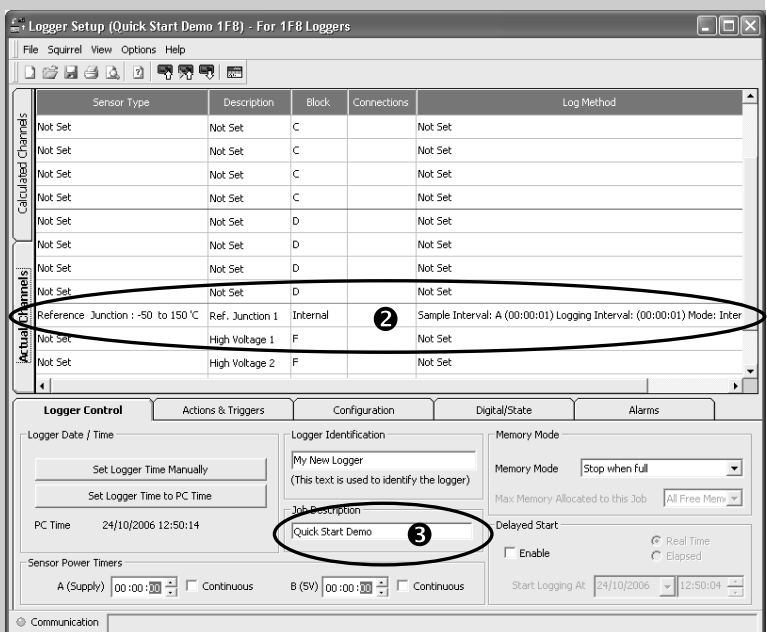 Logger Setup (Quick Start Demo 1F8) - For 1F8 Loggers
File Squirrel View Options Help
Sensor Type Description Block Connections Log Method
Calculated Channels
Actual Channels
Not Set Not Set C Not Set
Not Set Not Set C Not Set
Not Set Not Set C Not Set
Not Set Not Set C Not Set
Not Set Not Set D Not Set
Not Set Not Set D Not Set
Not Set Not Set D Not Set
Not Set Not Set D Not Set
Reference Junction : -50 to 150 'C Ref. Junction 1 Internal ❷ Sample Interval: A (00:00:01) Logging Interval: (00:00:01) Mode: Inter
Not Set High Voltage 1 F Not Set
Not Set High Voltage 2 F Not Set
Logger Control Actions & Triggers Configuration Digital/State Alarms
Logger Date / Time
Set Logger Time Manually
Set Logger Time to PC Time
PC Time 24/10/2006 12:50:14
Logger Identification
My New Logger
(This text is used to identify the logger)
Job Description
Quick Start Demo ❸
Memory Mode
Memory Mode Stop when full
Max Memory Allocated to this Job All Free Mem
Delayed Start
Enable
Real Time
Elapsed
Start Logging At 24/10/2006 12:50:04
Sensor Power Timers
A (Supply) 00:00:00 Continuous B (5V) 00:00:00 Continuous
Communication